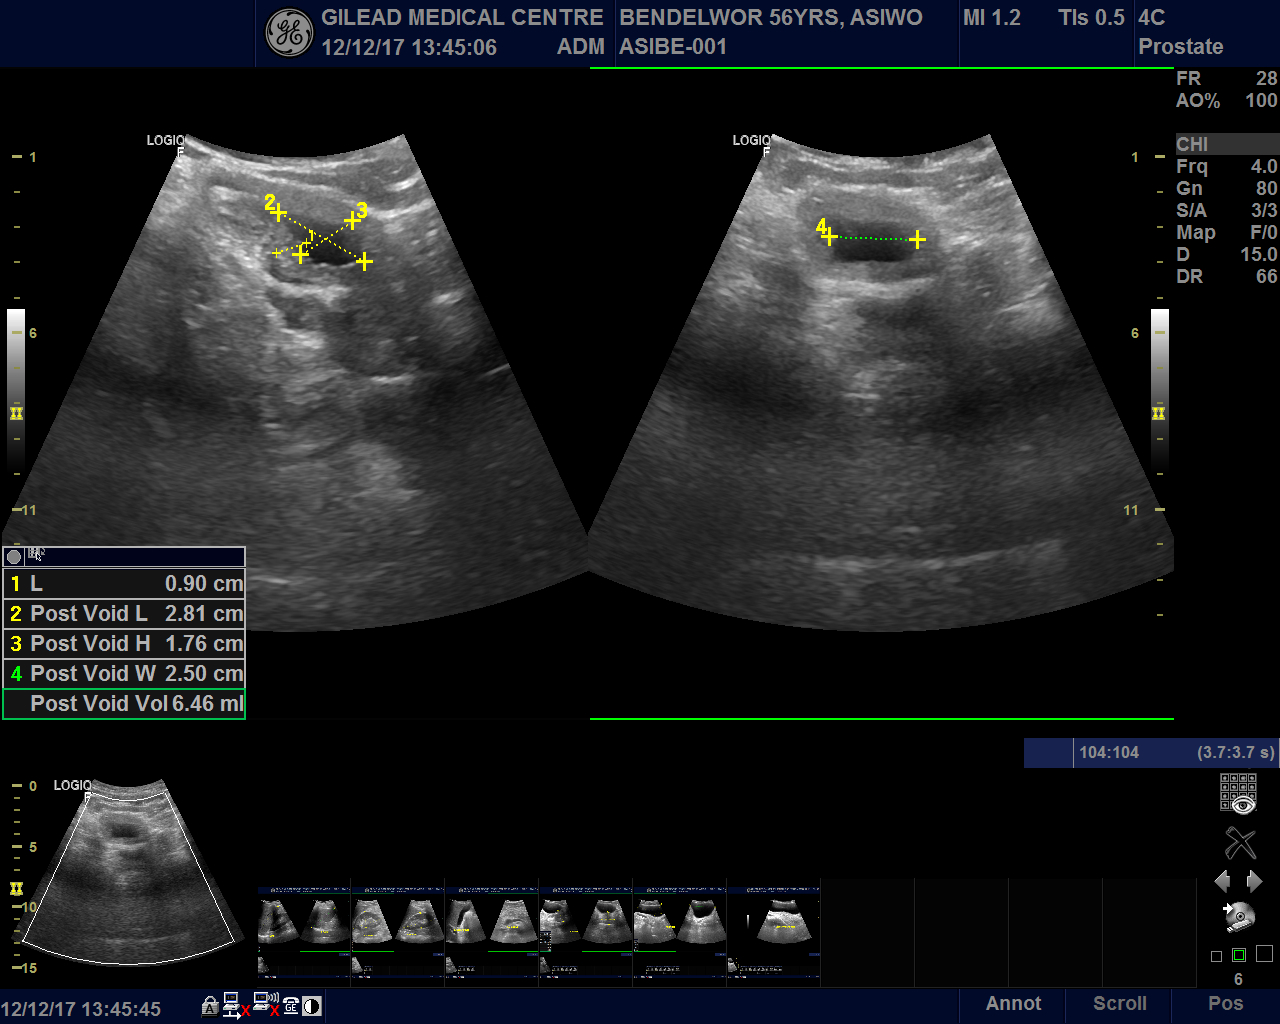 GILEAD MEDICAL CENTRE
12/12/17 13:45:06 ADM
BENDELWOR 56YRS, ASIWO
ASIBE-001
MI 1.2 TIs 0.5
4C
Prostate
FR 28
AO% 100
CHI
Frq 4.0
Gn 80
S/A 3/3
Map F/0
D 15.0
DR 66
LOGIQ
F
1
6
11
2
3
1
LOGIQ
F
1
6
11
4
1 L 0.90 cm
2 Post Void L 2.81 cm
3 Post Void H 1.76 cm
4 Post Void W 2.50 cm
Post Void Vol 6.46 ml
104:104 (3.7:3.7 s)
LOGIQ
F
0
5
10
15
6
12/12/17 13:45:45
GE
Annot
Scroll
Pos